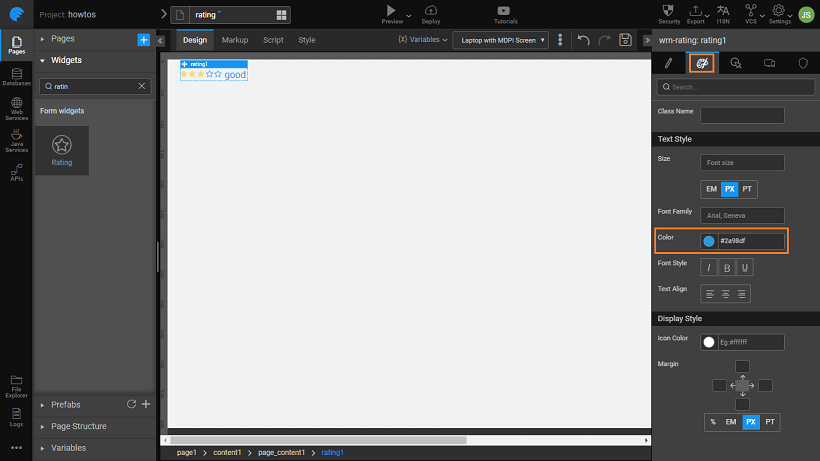 Project: howtos
rating *
Preview
Deploy
Tutorials
Security
Export
I18N
VCS
Settings
JS
Pages
Databases
Web
Services
Java
Services
APIs
File
Explorer
Logs
Pages
Widgets
ratin
Form widgets
Rating
Prefabs
Page Structure
Variables
Design
Markup
Script
Style
{x} Variables
Laptop with MDPI Screen
rating1
good
page1
content1
page_content1
rating1
wm-rating: rating1
Search...
Class Name
Text Style
Size
Font size
EM PX PT
Font Family
Arial, Geneva
Color
#2a98df
Font Style
I B U
Text Align
Display Style
Icon Color
Eg:#ffffff
Margin
% EM PX PT